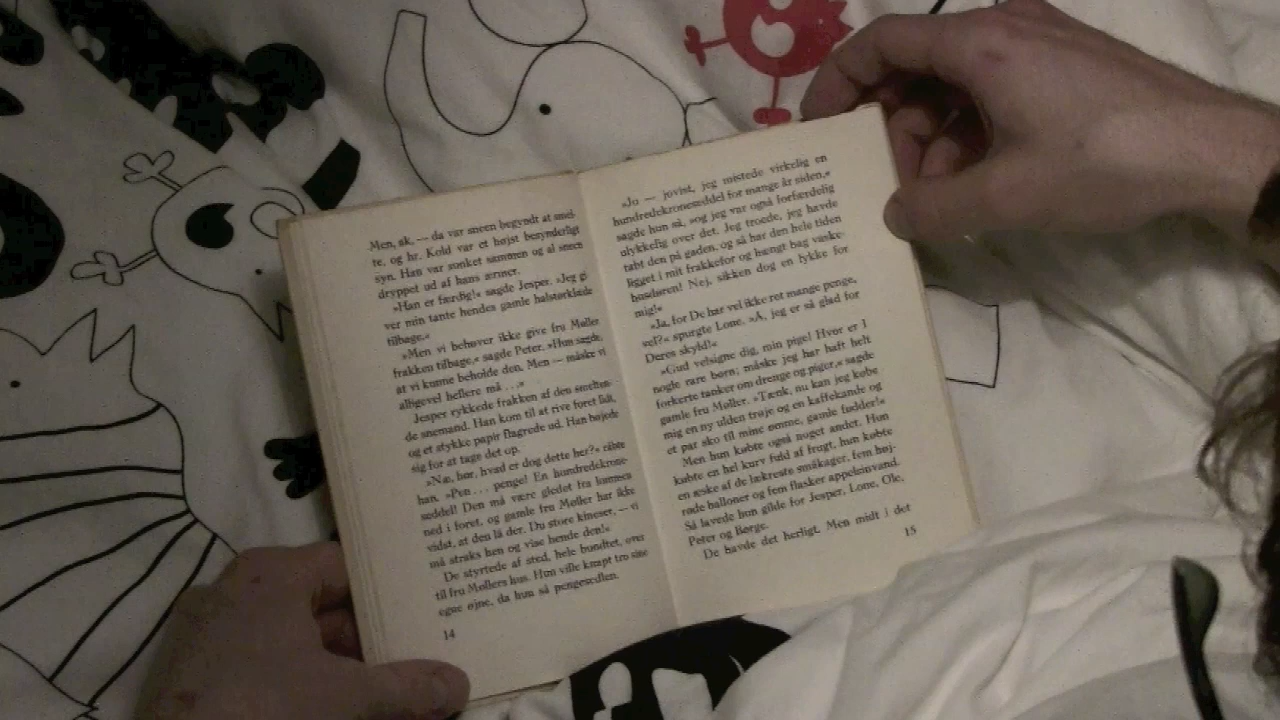 Men, ak, — da var sneen begyndt at smel-
te, og hr. Kold var et højst besynderligt
syn. Han var sunket sammen og al sneen
dryppet ud af hans ærmer.
»Han er færdig!« sagde Jesper. »Jeg gi-
ver min tante hendes gamle halstørklæde
tilbage.«
»Men vi behøver ikke give fru Møller
frakken tilbage,« sagde Peter. »Hun sagde,
at vi kunne beholde den. Men — måske vi
alligevel hellere må . . .«
Jesper rykkede frakken af den smelten-
de snemand. Han kom til at rive foret lidt,
og et stykke papir flagrede ud. Han bøjede
sig for at tage det op.
»Næ, hør, hvad er dog dette her?« råbte
han. »Pen . . . penge! En hundredekrone-
seddel! Den må være gledet fra lommen
ned i foret, og gamle fru Møller har ikke
vidst, at den lå der. Du store kineser, — vi
må straks hen og vise hende den!«
De styrtede af sted, hele bundtet, over
til fru Møllers hus. Hun ville knapt tro sine
egne øjne, da hun så pengesedlen.
14
»Ja — jovist, jeg mistede virkelig en
hundredekroneseddel for mange år siden,«
sagde hun så, »og jeg var også forfærdelig
ulykkelig over det. Jeg troede, jeg havde
tabt den på gaden, og så har den hele tiden
ligget i mit frakkefor og hængt bag vaske-
husdøren! Nej, sikken dog en lykke for
mig!«
»Ja, for De har vel ikke ret mange penge,
vel?« spurgte Lone. »Å, jeg er så glad for
Deres skyld!«
»Gud velsigne dig, min pige! Hvor er I
nogle rare børn; måske jeg har haft helt
forkerte tanker om drenge og piger,« sagde
gamle fru Møller. »Tænk, nu kan jeg købe
mig en ny ulden trøje og en kaffekande og
et par sko til mine ømme, gamle fødder!«
Men hun købte også noget andet. Hun
købte en hel kurv fuld af frugt, hun købte
en æske af de lækreste småkager, fem høj-
røde balloner og fem flasker appelsinvand.
Så lavede hun gilde for Jesper, Lone, Ole,
Peter og Børge.
De havde det herligt. Men midt i det
15